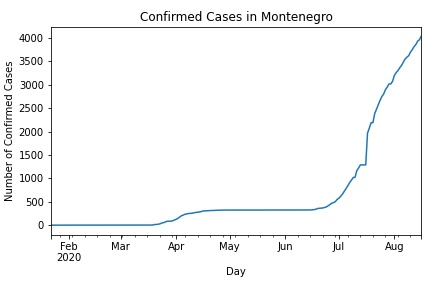 Confirmed Cases in Montenegro
Number of Confirmed Cases
4000
3500
3000
2500
2000
1500
1000
500
0
Feb Mar Apr May Jun Jul Aug
2020
Day